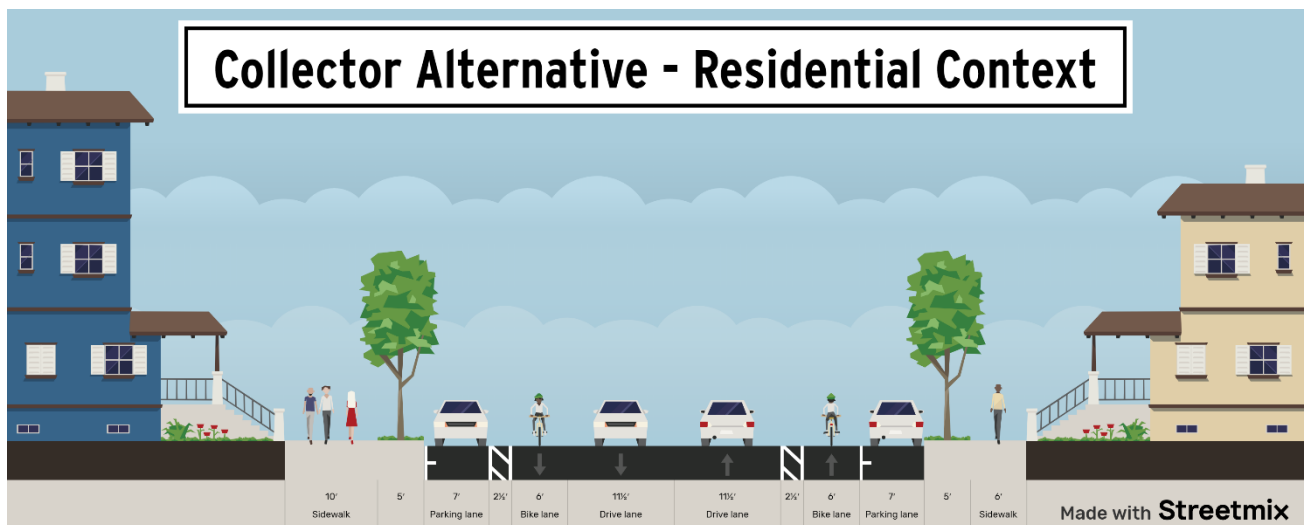 Collector Alternative - Residential Context
10' 5' 7' 2½' 6' 11½' 11½' 2½' 6' 7' 5' 6'
Sidewalk Parking lane Bike lane Drive lane Drive lane Bike lane Parking lane Sidewalk
Made with Streetmix